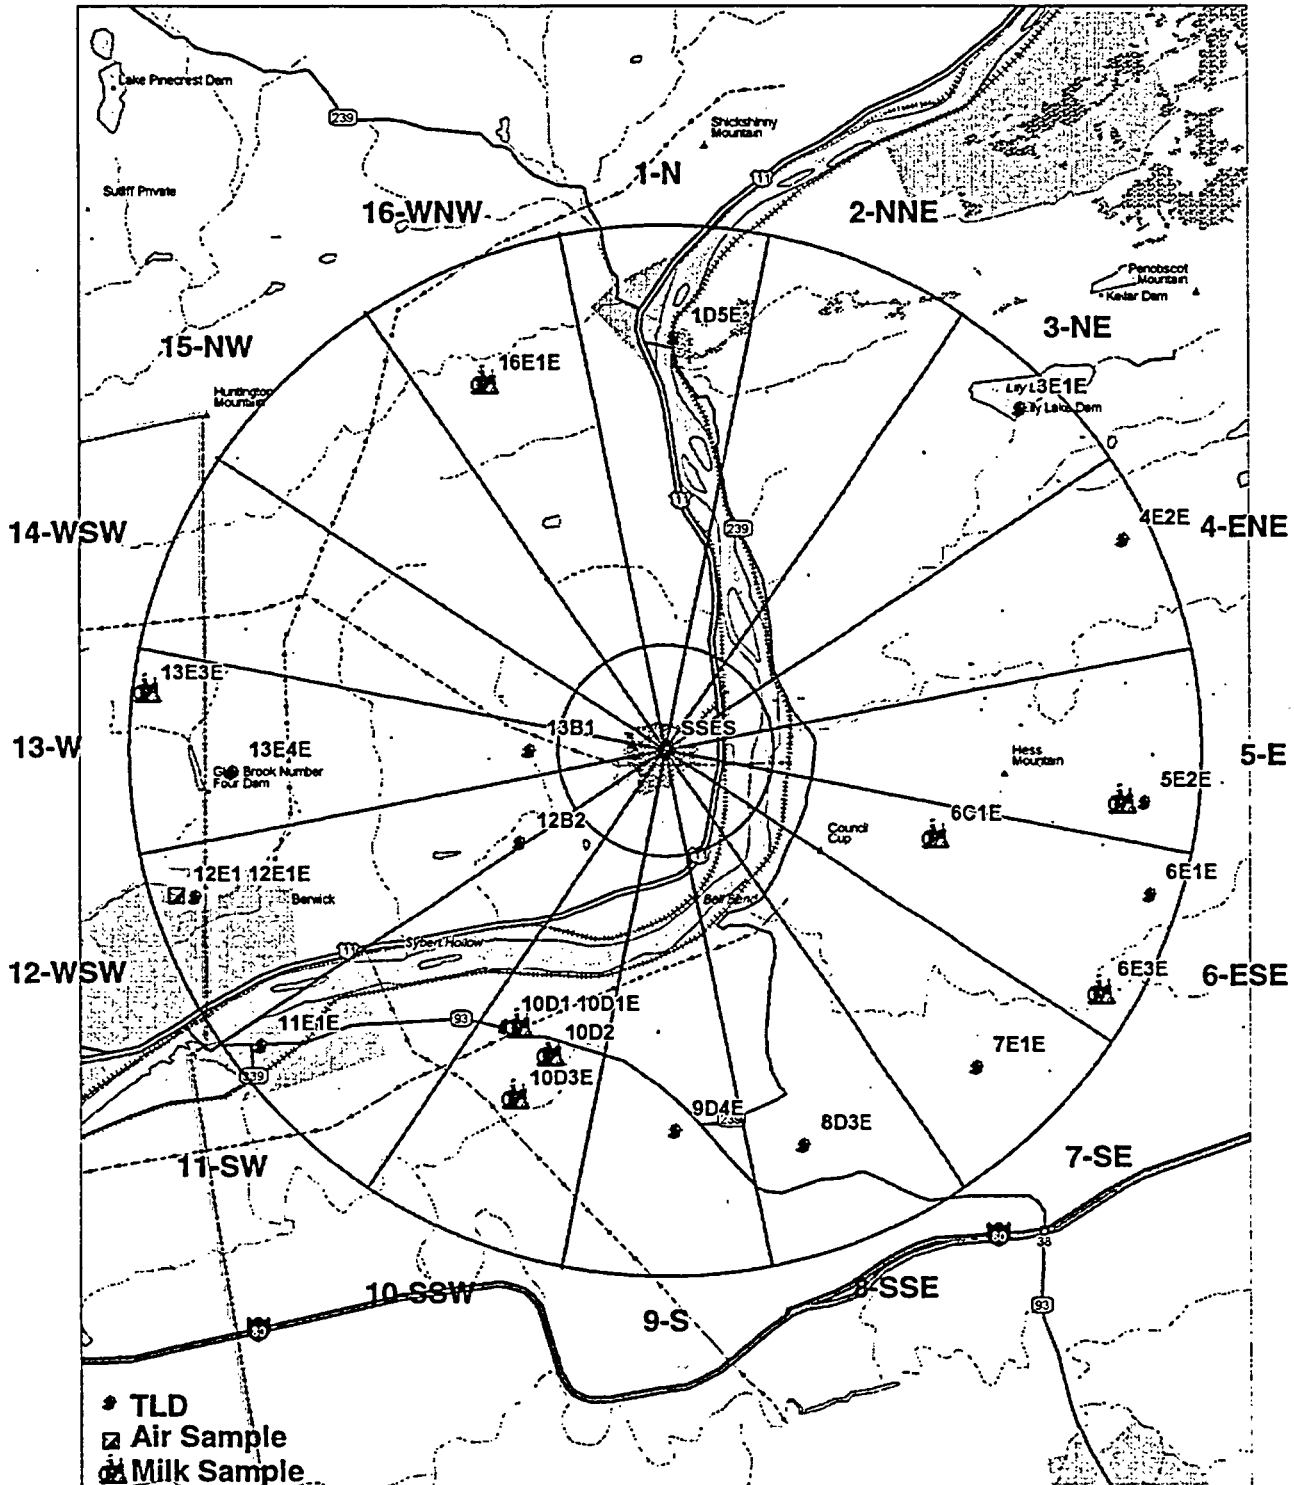 Lake Pinecrest Dam
239
Shickshinny
Mountain
1-N
11
Sutliff Private
16-WNW
2-NNE
Penobscot
Mountain
Kellar Dam
1D5E
3-NE
15-NW
16E1E
Huntington
Mountain
3E1E
Lily Lake Dam
11
239
4E2E
14-WSW
4-ENE
13E3E
13B1
SSES
13-W
13E4E
Brook Number
Four Dam
Hess
Mountain
5-E
5E2E
6C1E
12B2
Council
Cup
11
12E1 12E1E
Berwick
6E1E
Bell Bend
Sybert Hollow
11
12-WSW
6E3E
6-ESE
10D1 10D1E
11E1E
93
10D2
7E1E
339
10D3E
9D4E
239
8D3E
11-SW
7-SE
80
38
10-SSW
8-SSE
93
9-S
80
TLD
Air Sample
Milk Sample